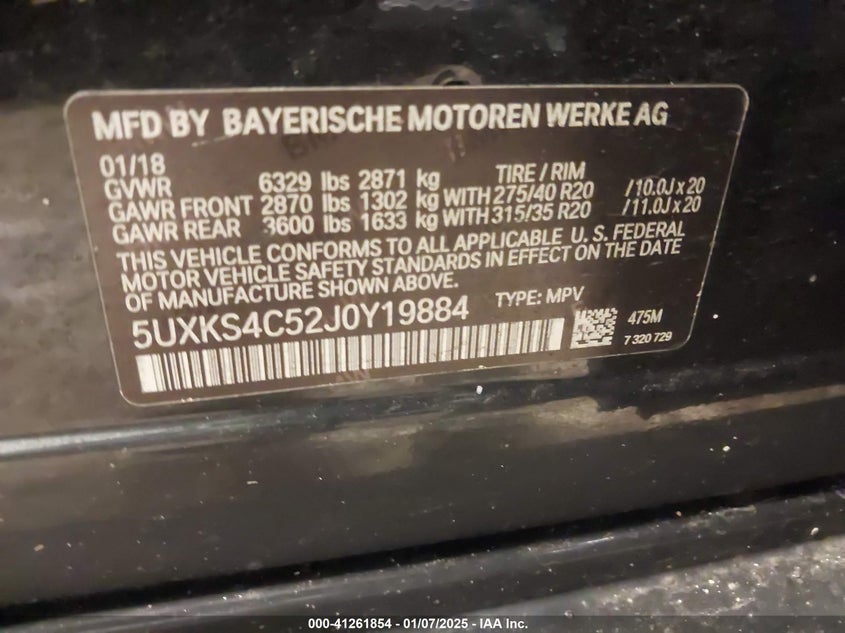 MFD BY BAYERISCHE MOTOREN WERKE AG
01/18 TIRE / RIM
GVWR 6329 lbs 2871 kg
GAWR FRONT 2870 lbs 1302 kg WITH 275/40 R20 /10.0J x 20
GAWR REAR 3600 lbs 1633 kg WITH 315/35 R20 /11.0J x 20
THIS VEHICLE CONFORMS TO ALL APPLICABLE U. S. FEDERAL
MOTOR VEHICLE SAFETY STANDARDS IN EFFECT ON THE DATE
OF MANUFACTURE SHOWN ABOVE.
5UXKS4C52J0Y19884 TYPE: MPV
475M
7 320 729
000-41261854 | 01/07/2025 | IAA Inc.